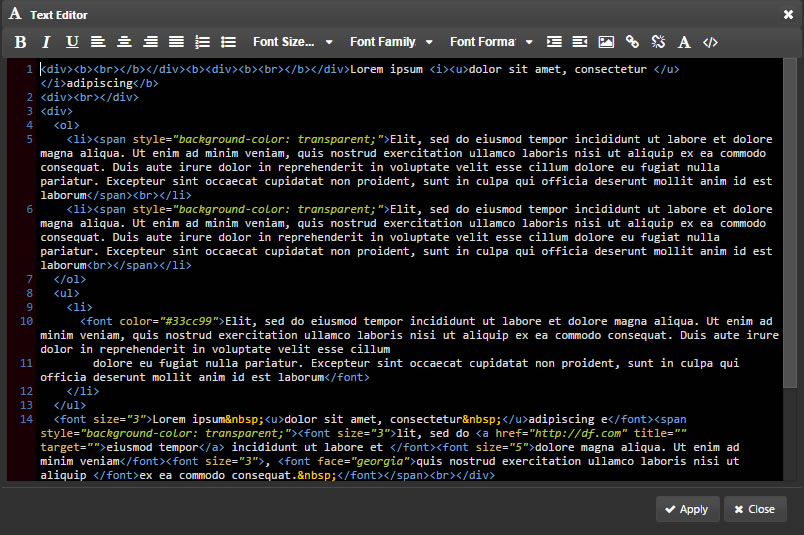 A Text Editor
B I U Font Size... Font Family Format A </>
1 <div><b><br></b></div><b><div><b><br></b></div>Lorem ipsum <i><u>dolor sit amet, consectetur </u>
</i>adipiscing</b>
2 <div><br></div>
3 <div>
4 <ol>
5 <li><span style="background-color: transparent;">Elit, sed do eiusmod tempor incididunt ut labore et dolore
magna aliqua. Ut enim ad minim veniam, quis nostrud exercitation ullamco laboris nisi ut aliquip ex ea commodo
consequat. Duis aute irure dolor in reprehenderit in voluptate velit esse cillum dolore eu fugiat nulla
pariatur. Excepteur sint occaecat cupidatat non proident, sunt in culpa qui officia deserunt mollit anim id est
laborum</span><br></li>
6 <li><span style="background-color: transparent;">Elit, sed do eiusmod tempor incididunt ut labore et dolore
magna aliqua. Ut enim ad minim veniam, quis nostrud exercitation ullamco laboris nisi ut aliquip ex ea commodo
consequat. Duis aute irure dolor in reprehenderit in voluptate velit esse cillum dolore eu fugiat nulla
pariatur. Excepteur sint occaecat cupidatat non proident, sunt in culpa qui officia deserunt mollit anim id est
laborum<br></span></li>
7 </ol>
8 <ul>
9 <li>
10 <font color="#33cc99">Elit, sed do eiusmod tempor incididunt ut labore et dolore magna aliqua. Ut enim ad
minim veniam, quis nostrud exercitation ullamco laboris nisi ut aliquip ex ea commodo consequat. Duis aute irure
dolor in reprehenderit in voluptate velit esse cillum
11 dolore eu fugiat nulla pariatur. Excepteur sint occaecat cupidatat non proident, sunt in culpa qui
officia deserunt mollit anim id est laborum</font>
12 </li>
13 </ul>
14 <font size="3">Lorem ipsum&nbsp;<u>dolor sit amet, consectetur&nbsp;</u>adipiscing e</font><span
style="background-color: transparent;"><font size="3">lit, sed do <a href="http://df.com" title=""
target="">eiusmod tempor</a> incididunt ut labore et </font><font size="5">dolore magna aliqua. Ut enim ad
minim veniam</font><font size="3">, <font face="georgia">quis nostrud exercitation ullamco laboris nisi ut
aliquip </font>ex ea commodo consequat.&nbsp;</font></span><br></div>
Apply Close